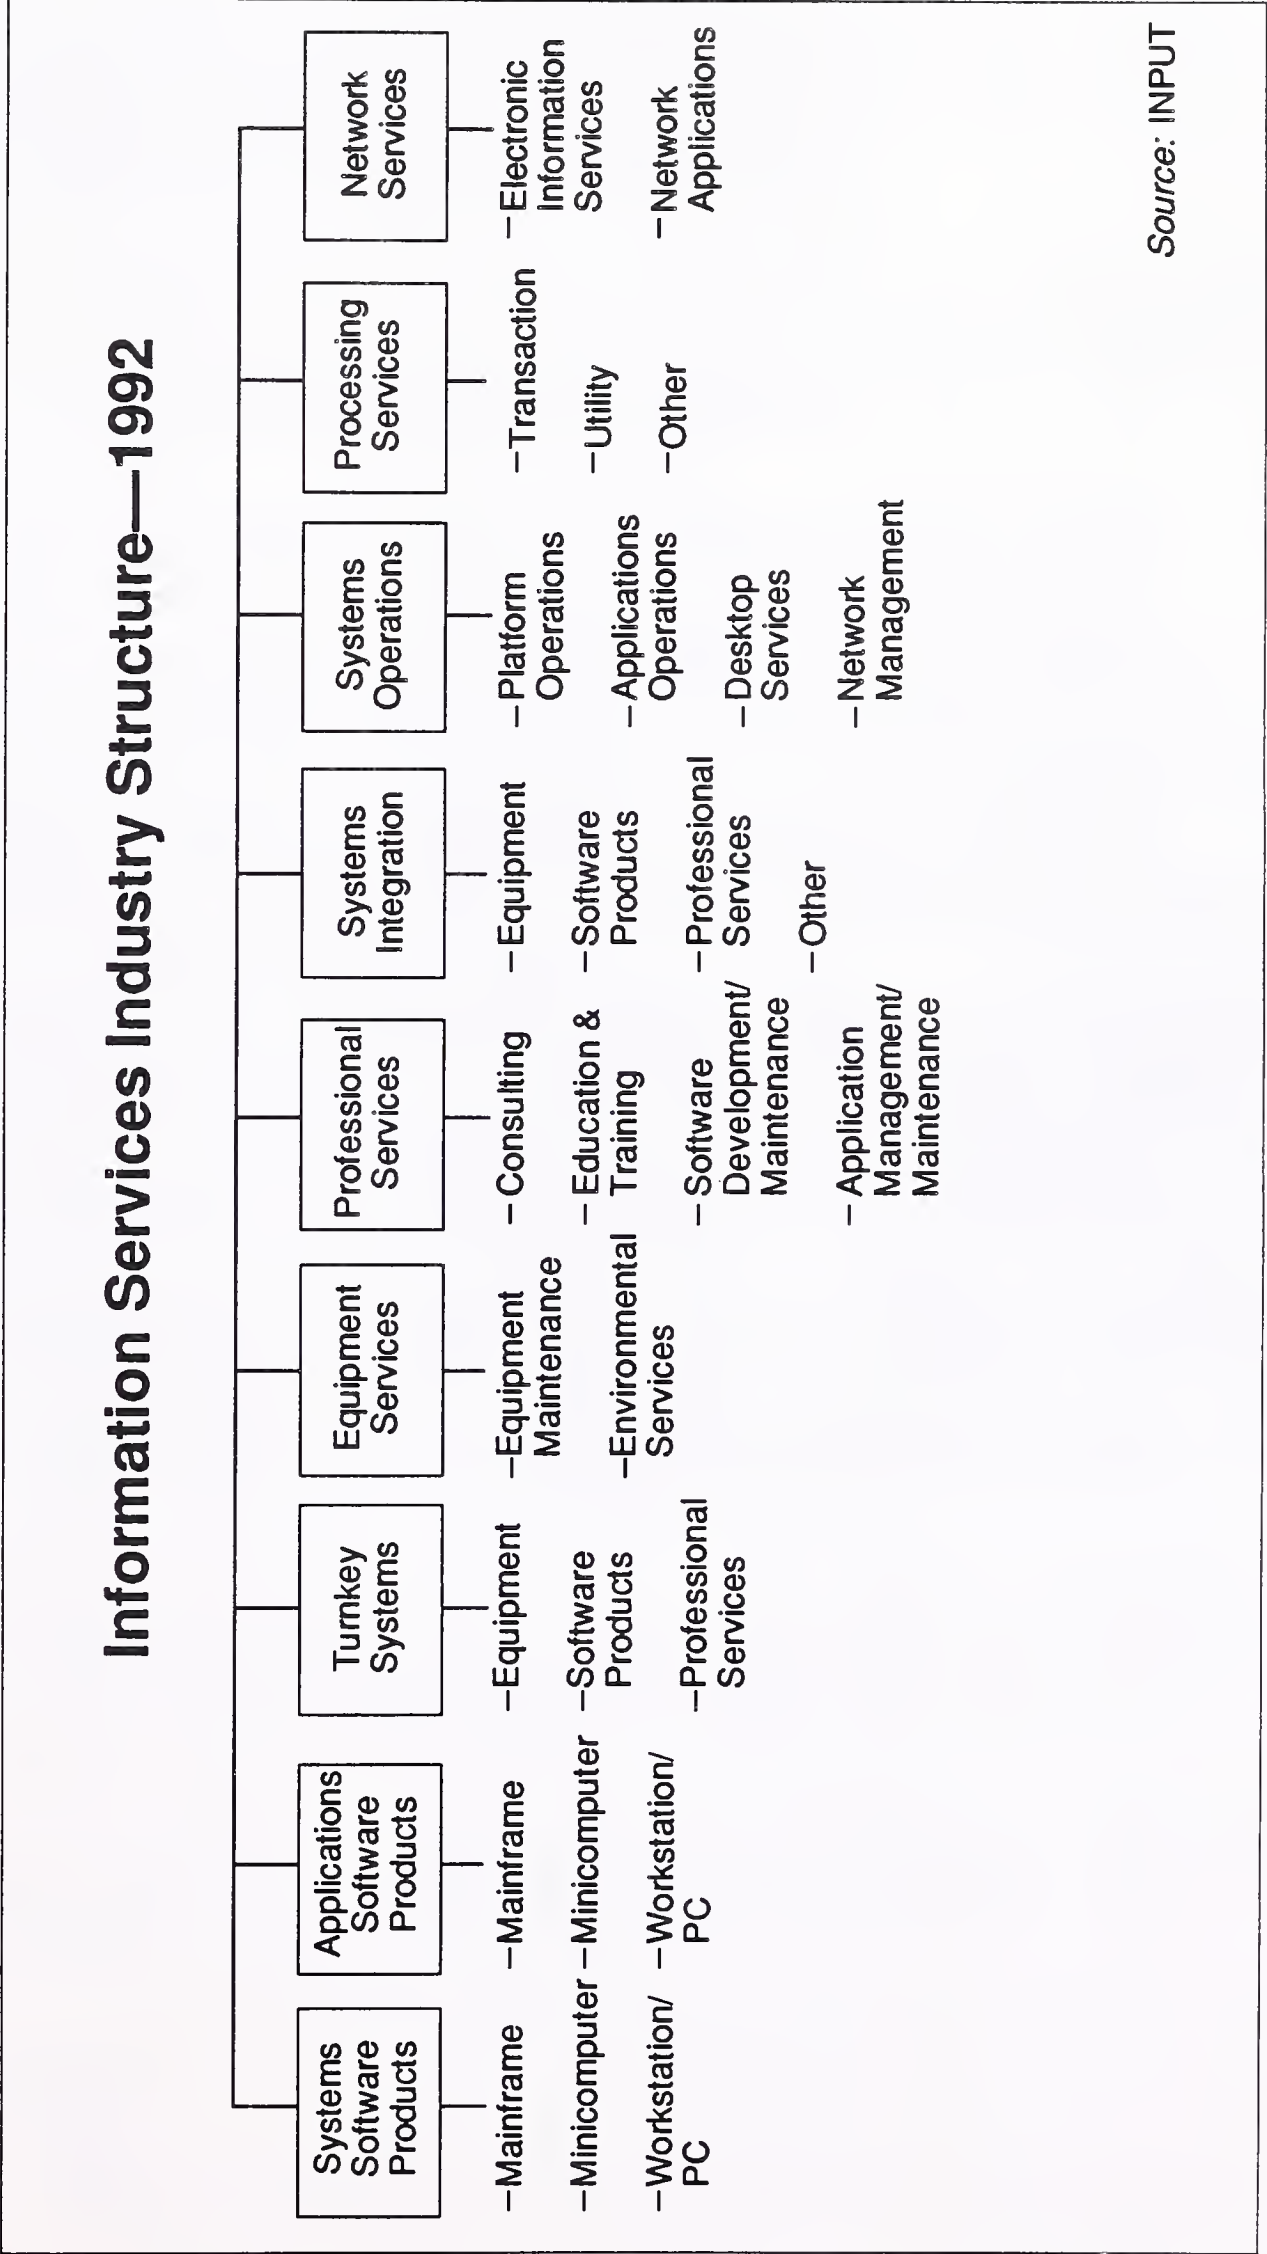 Information Services Industry Structure—1992
Systems
Software
Products
–Mainframe
–Minicomputer
–Workstation/
PC
Applications
Software
Products
–Mainframe
–Minicomputer
–Workstation/
PC
Turnkey
Systems
–Equipment
–Software
Products
–Professional
Services
Equipment
Services
–Equipment
Maintenance
–Environmental
Services
Professional
Services
– Consulting
– Education &
Training
– Software
Development/
Maintenance
– Application
Management/
Maintenance
Systems
Integration
–Equipment
–Software
Products
–Professional
Services
–Other
Systems
Operations
–Platform
Operations
–Applications
Operations
–Desktop
Services
–Network
Management
Processing
Services
–Transaction
–Utility
–Other
Network
Services
–Electronic
Information
Services
–Network
Applications
Source: INPUT